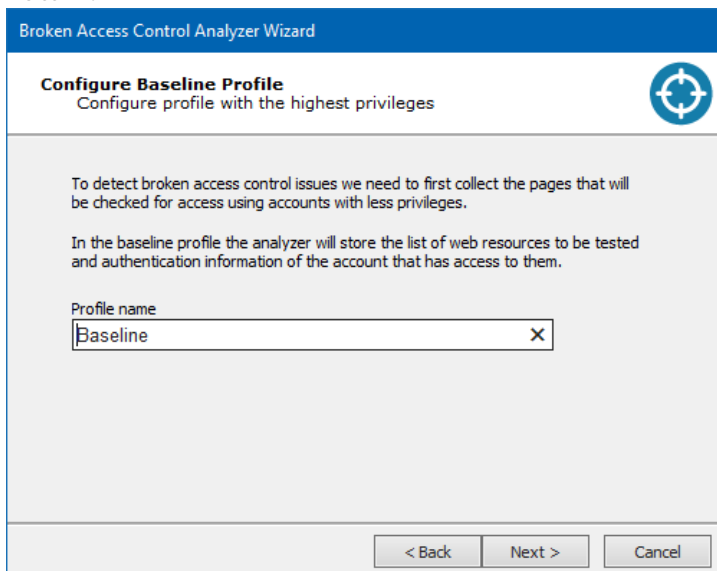 Broken Access Control Analyzer Wizard
Configure Baseline Profile
Configure profile with the highest privileges
To detect broken access control issues we need to first collect the pages that will
be checked for access using accounts with less privileges.
In the baseline profile the analyzer will store the list of web resources to be tested
and authentication information of the account that has access to them.
Profile name
Baseline
< Back
Next >
Cancel